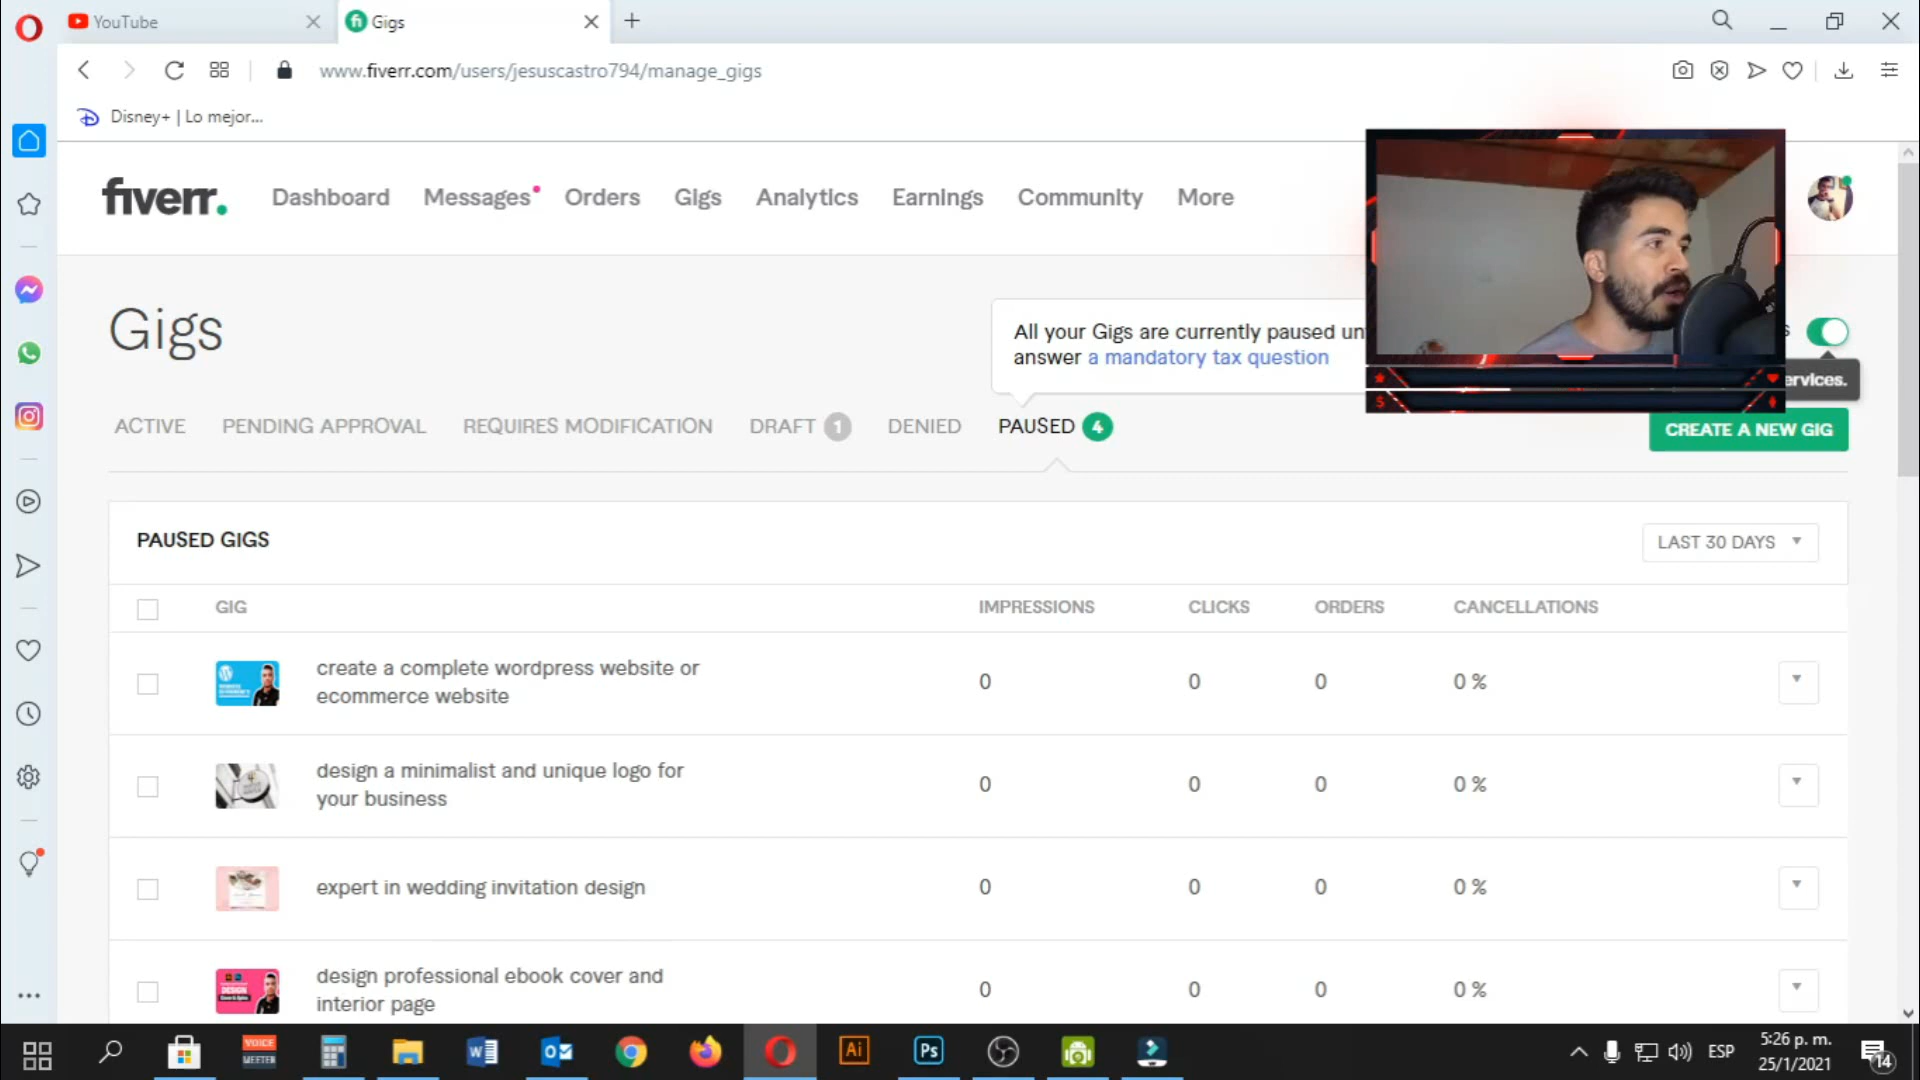 YouTube
Gigs
www.fiverr.com/users/jesuscastro794/manage_gigs
Disney+ | Lo mejor...
fiverr.
Dashboard Messages Orders Gigs Analytics Earnings Community More
Gigs
All your Gigs are currently paused
answer a mandatory tax question
ervices.
ACTIVE PENDING APPROVAL REQUIRES MODIFICATION DRAFT 1 DENIED PAUSED 4
CREATE A NEW GIG
PAUSED GIGS
LAST 30 DAYS
GIG IMPRESSIONS CLICKS ORDERS CANCELLATIONS
create a complete wordpress website or
ecommerce website
0 0 0 0 %
design a minimalist and unique logo for
your business
0 0 0 0 %
expert in wedding invitation design
0 0 0 0 %
design professional ebook cover and
interior page
0 0 0 0 %
VOICE
MEETER
Ai
Ps
ESP
5:26 p. m.
25/1/2021
14